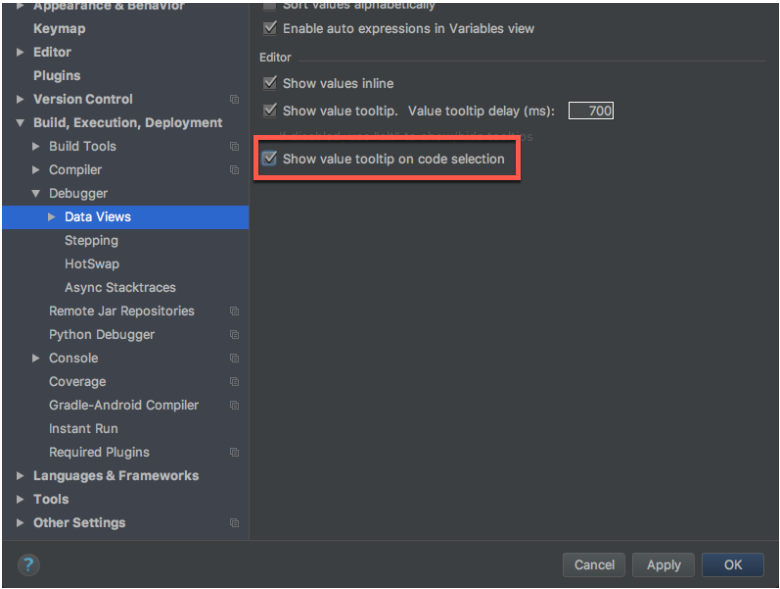 Appearance & Behavior
Keymap
Editor
Plugins
Version Control
Build, Execution, Deployment
Build Tools
Compiler
Debugger
Data Views
Stepping
HotSwap
Async Stacktraces
Remote Jar Repositories
Python Debugger
Console
Coverage
Gradle-Android Compiler
Instant Run
Required Plugins
Languages & Frameworks
Tools
Other Settings
Sort values alphabetically
Enable auto expressions in Variables view
Editor
Show values inline
Show value tooltip. Value tooltip delay (ms): 700
Show value tooltip on code selection
?
Cancel
Apply
OK